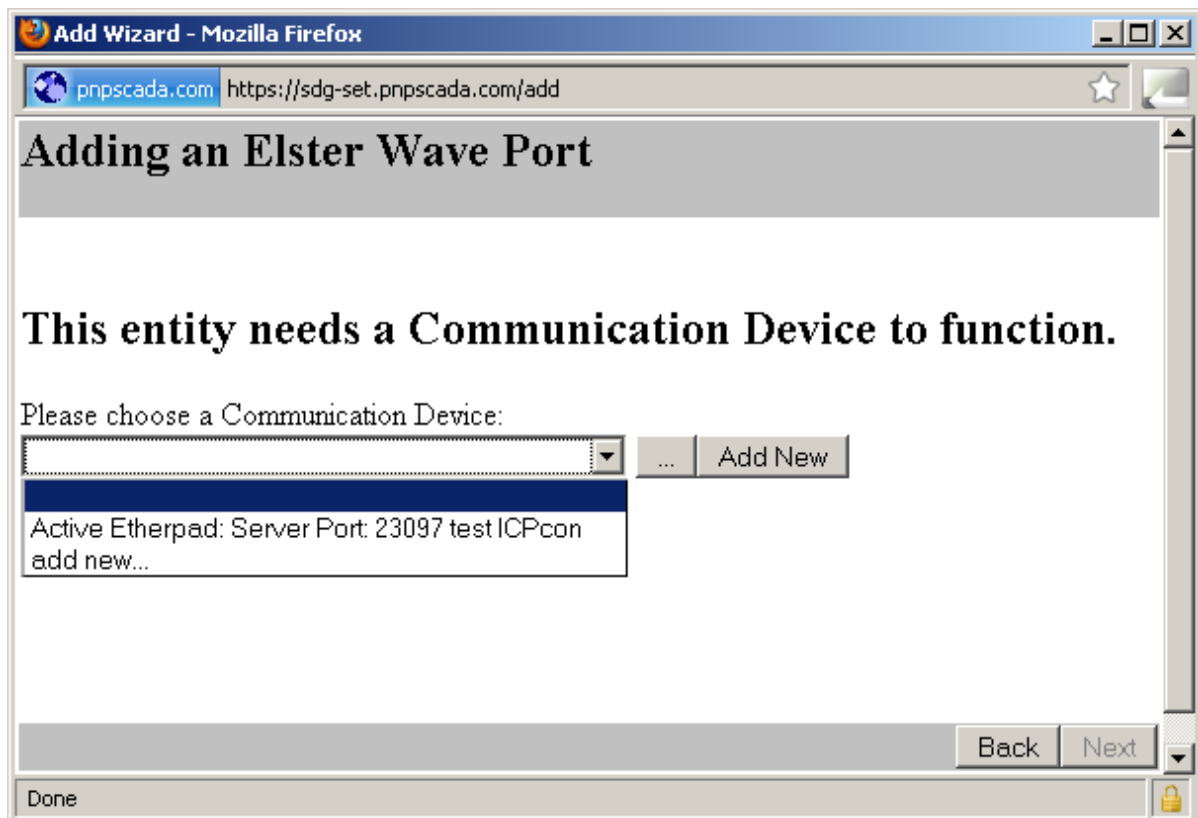 Add Wizard - Mozilla Firefox
pnpscada.com https://sdg-set.pnpscada.com/add
Adding an Elster Wave Port
This entity needs a Communication Device to function.
Please choose a Communication Device:
... Add New
Active Etherpad: Server Port: 23097 test ICPcon
add new...
Back Next
Done